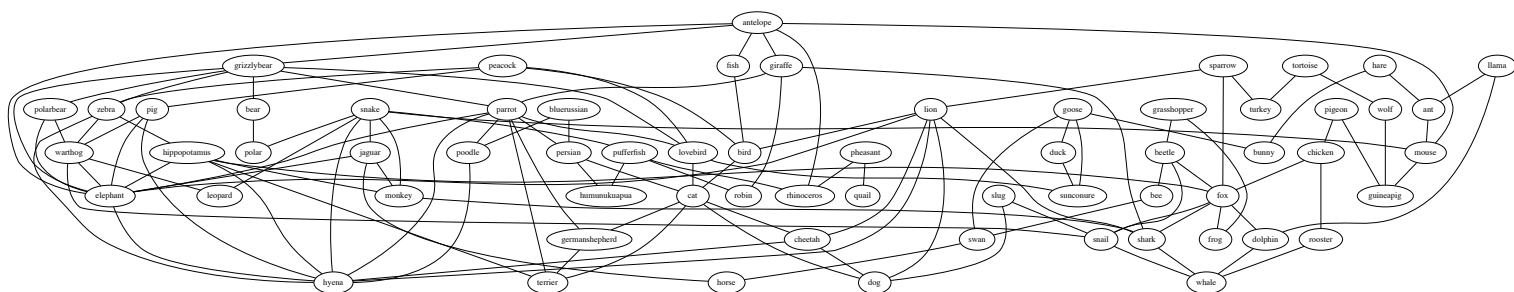 antelope
grizzlybear peacock fish giraffe sparrow tortoise hare llama
polarbear zebra pig bear snake parrot bluerussian lion goose grasshopper pigeon wolf ant
warthog hippopotamus polar jaguar poodle persian pufferfish lovebird bird pheasant duck beetle bunny chicken mouse
elephant leopard monkey humunukuapua robin rhinoceros cat quail slug sunconure bee fox guineapig
germanshepherd cheetah swan snail shark frog dolphin rooster
hyena terrier horse dog whale